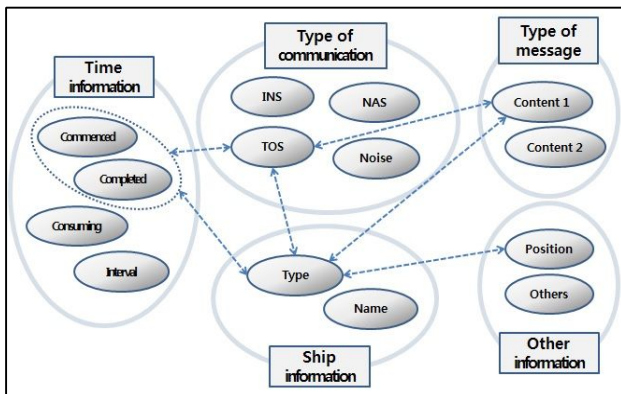 Time
information
Commenced
Completed
Consuming
Interval
Type of
communication
INS
NAS
TOS
Noise
Type of
message
Content 1
Content 2
Type
Name
Ship
information
Position
Others
Other
information